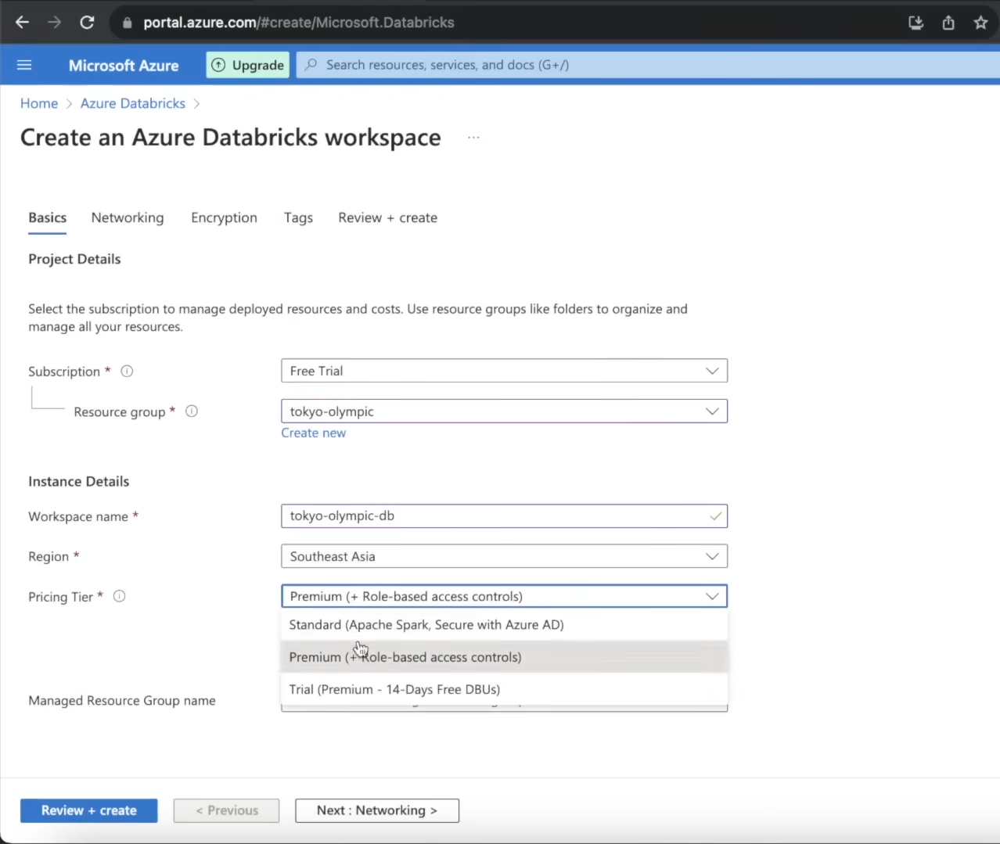 portal.azure.com/#create/Microsoft.Databricks
Microsoft Azure
Upgrade
Search resources, services, and docs (G+/)
Home > Azure Databricks >
Create an Azure Databricks workspace ...
Basics Networking Encryption Tags Review + create
Project Details
Select the subscription to manage deployed resources and costs. Use resource groups like folders to organize and
manage all your resources.
Subscription * Free Trial
Resource group * tokyo-olympic
Create new
Instance Details
Workspace name * tokyo-olympic-db
Region * Southeast Asia
Pricing Tier * Premium (+ Role-based access controls)
Standard (Apache Spark, Secure with Azure AD)
Premium (+ Role-based access controls)
Trial (Premium - 14-Days Free DBUs)
Managed Resource Group name
Review + create
< Previous
Next : Networking >